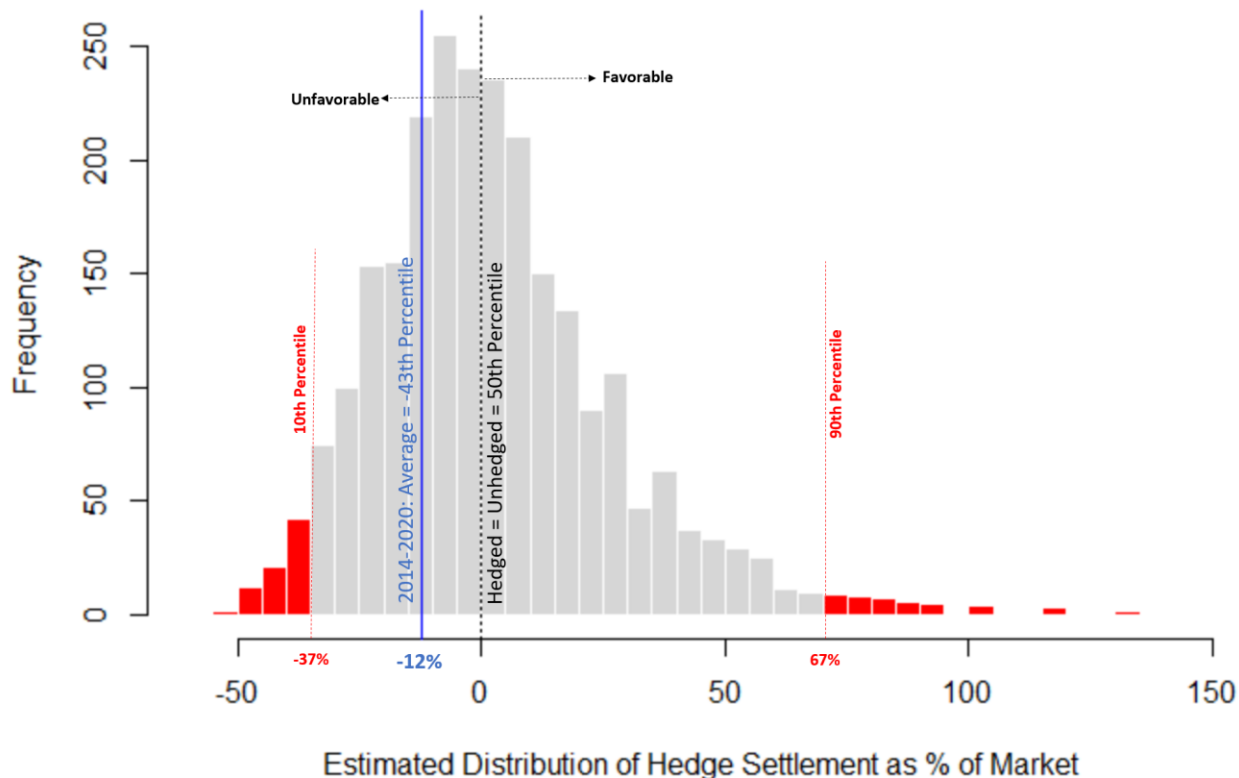 250
200
150
100
50
0
Frequency
Unfavorable
Favorable
10th Percentile
2014-2020: Average = -43th Percentile
Hedged = Unhedged = 50th Percentile
90th Percentile
-37%
-12%
67%
-50
0
50
100
150
Estimated Distribution of Hedge Settlement as % of Market